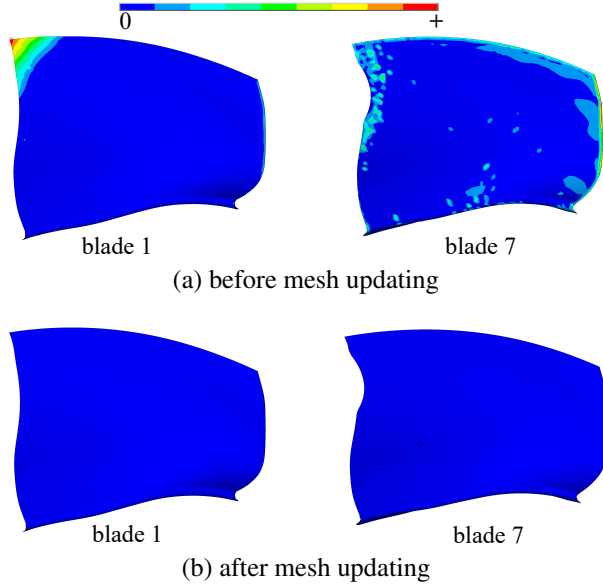 0 +
blade 1 blade 7
(a) before mesh updating
blade 1 blade 7
(b) after mesh updating